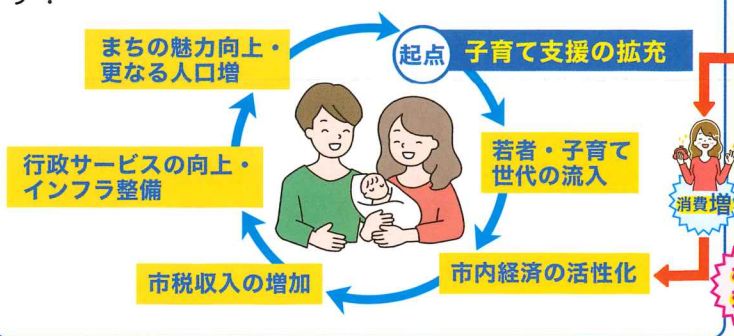 す！
起点 子育て支援の拡充
若者・子育て
世代の流入
市内経済の活性化
市税収入の増加
行政サービスの向上・
インフラ整備
まちの魅力向上・
更なる人口増
消費増